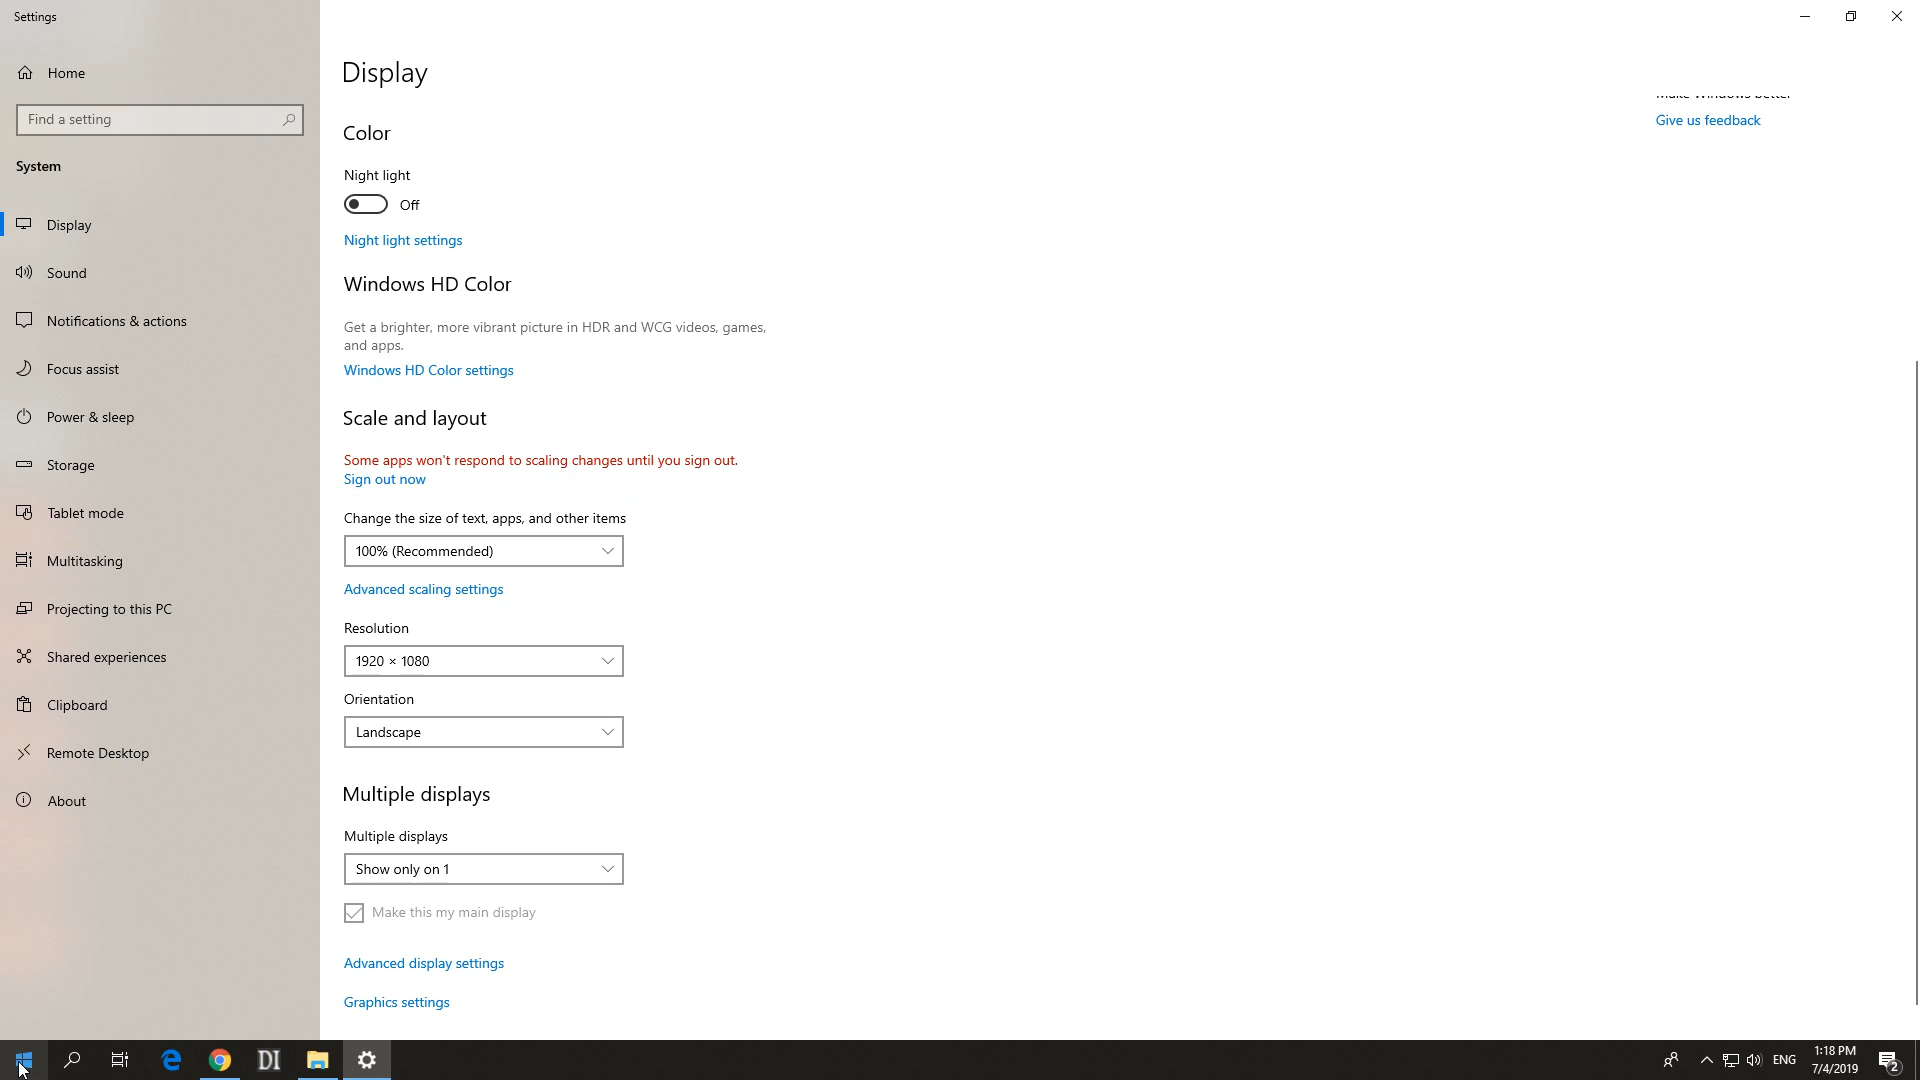 Settings
Home
Find a setting
System
Display
Sound
Notifications & actions
Focus assist
Power & sleep
Storage
Tablet mode
Multitasking
Projecting to this PC
Shared experiences
Clipboard
Remote Desktop
About
Display
Color
Night light
Off
Night light settings
Windows HD Color
Get a brighter, more vibrant picture in HDR and WCG videos, games,
and apps.
Windows HD Color settings
Scale and layout
Some apps won't respond to scaling changes until you sign out.
Sign out now
Change the size of text, apps, and other items
100% (Recommended)
Advanced scaling settings
Resolution
1920 × 1080
Orientation
Landscape
Multiple displays
Multiple displays
Show only on 1
Make this my main display
Advanced display settings
Graphics settings
Make Windows better
Give us feedback
DI
ENG
1:18 PM
7/4/2019
2